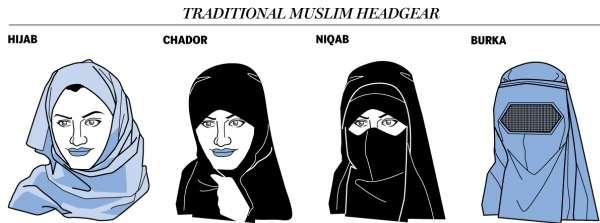 TRADITIONAL MUSLIM HEADGEAR
HIJAB
CHADOR
NIQAB
BURKA